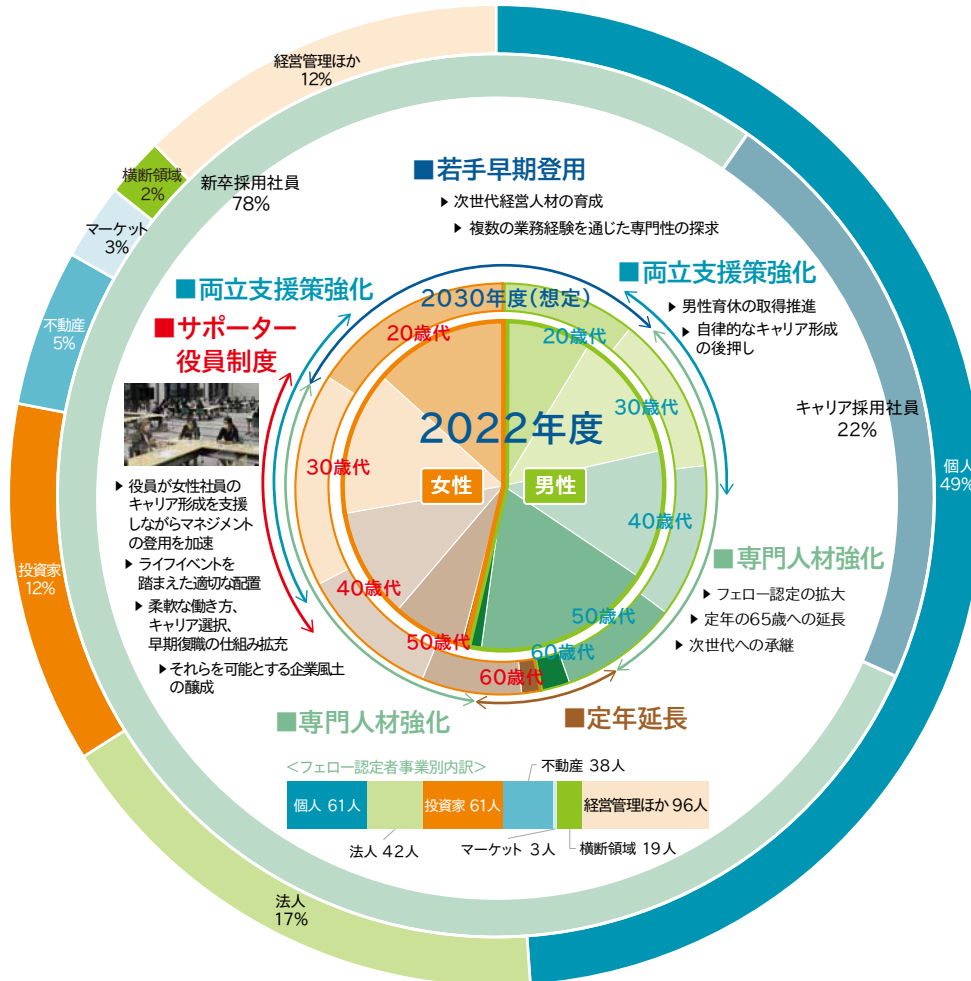 経営管理ほか
12%
横断領域
2%
マーケット
3%
不動産
5%
投資家
12%
法人
17%
個人
49%
新卒採用社員
78%
キャリア採用社員
22%
■若手早期登用
▶ 次世代経営人材の育成
▶ 複数の業務経験を通じた専門性の探求
■両立支援策強化
▶ 男性育休の取得推進
▶ 自律的なキャリア形成
の後押し
■両立支援策強化
■サポーター
役員制度
▶ 役員が女性社員の
キャリア形成を支援
しながらマネジメント
の登用を加速
▶ ライフイベントを
踏まえた適切な配置
▶ 柔軟な働き方、
キャリア選択、
早期復職の仕組み拡充
▶ それらを可能とする企業風土
の醸成
2030年度(想定)
20歳代
20歳代
30歳代
30歳代
2022年度
女性
男性
40歳代
40歳代
50歳代
50歳代
60歳代
60歳代
■専門人材強化
▶ フェロー認定の拡大
▶ 定年の65歳への延長
▶ 次世代への承継
■専門人材強化
■定年延長
<フェロー認定者事業別内訳>
不動産 38人
個人 61人
投資家 61人
経営管理ほか 96人
法人 42人
マーケット 3人
横断領域 19人